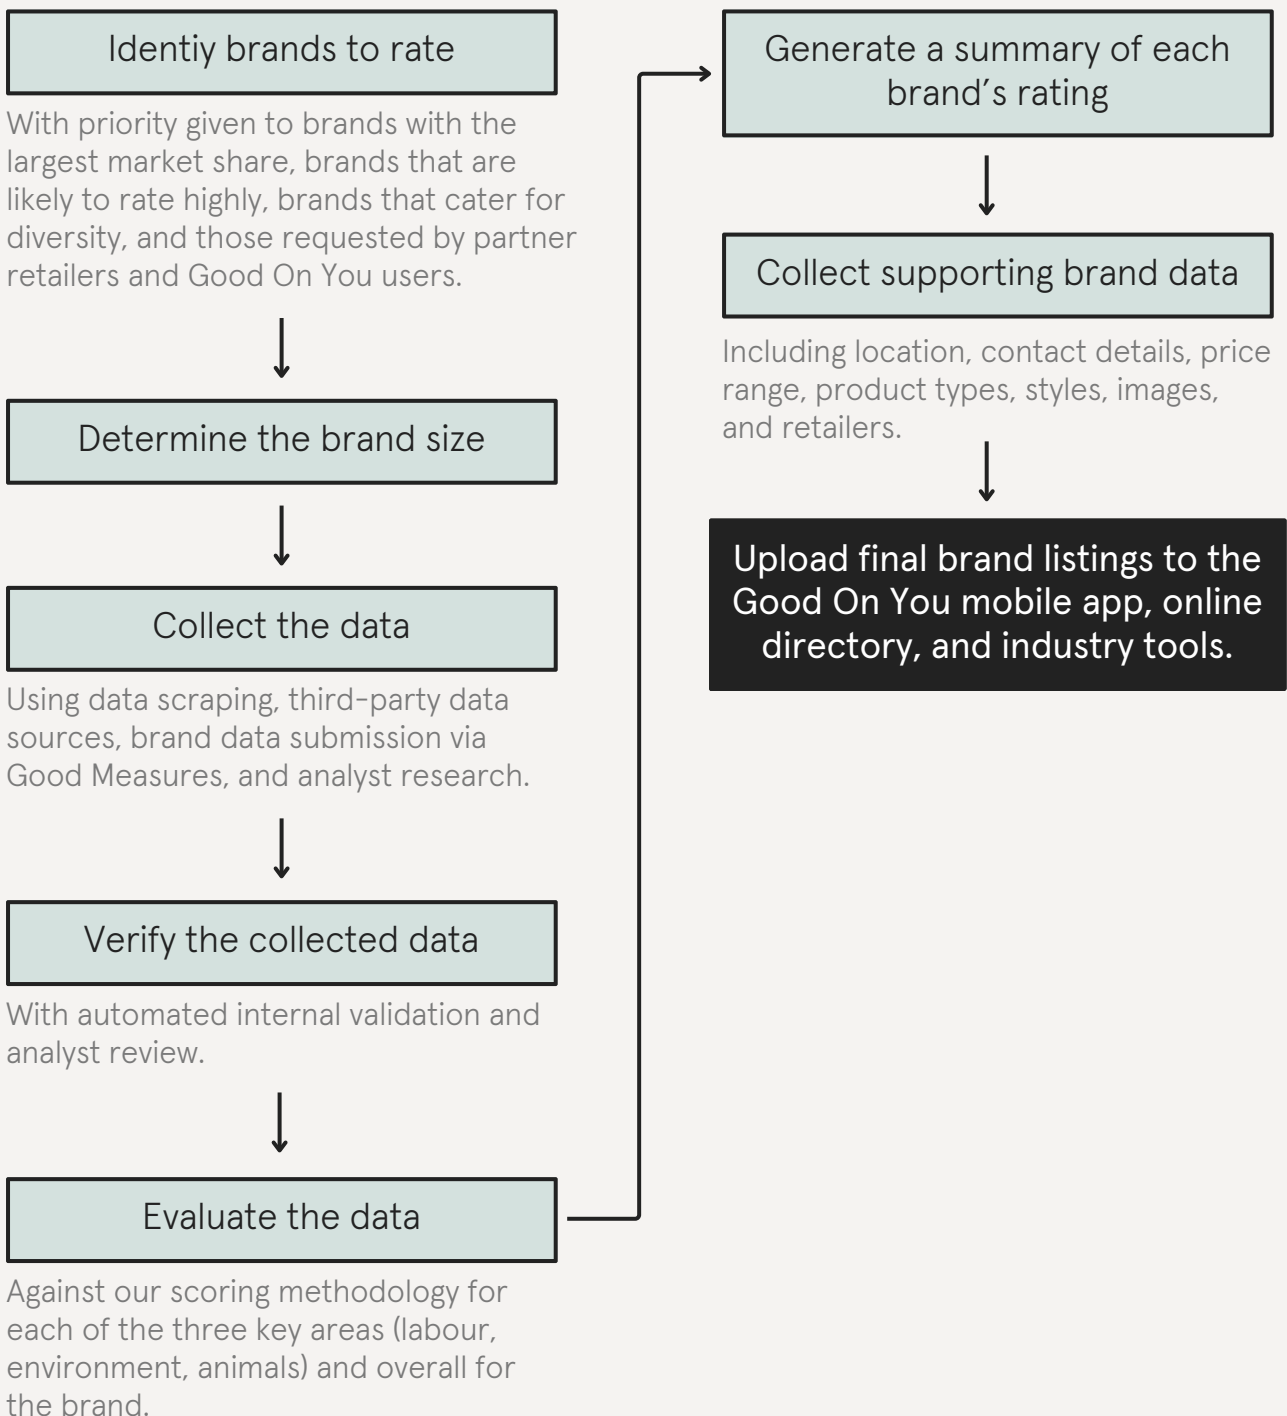 Identiy brands to rate
With priority given to brands with the
largest market share, brands that are
likely to rate highly, brands that cater for
diversity, and those requested by partner
retailers and Good On You users.
Determine the brand size
Collect the data
Using data scraping, third-party data
sources, brand data submission via
Good Measures, and analyst research.
Verify the collected data
With automated internal validation and
analyst review.
Evaluate the data
Against our scoring methodology for
each of the three key areas (labour,
environment, animals) and overall for
the brand.
Generate a summary of each
brand’s rating
Collect supporting brand data
Including location, contact details, price
range, product types, styles, images,
and retailers.
Upload final brand listings to the
Good On You mobile app, online
directory, and industry tools.